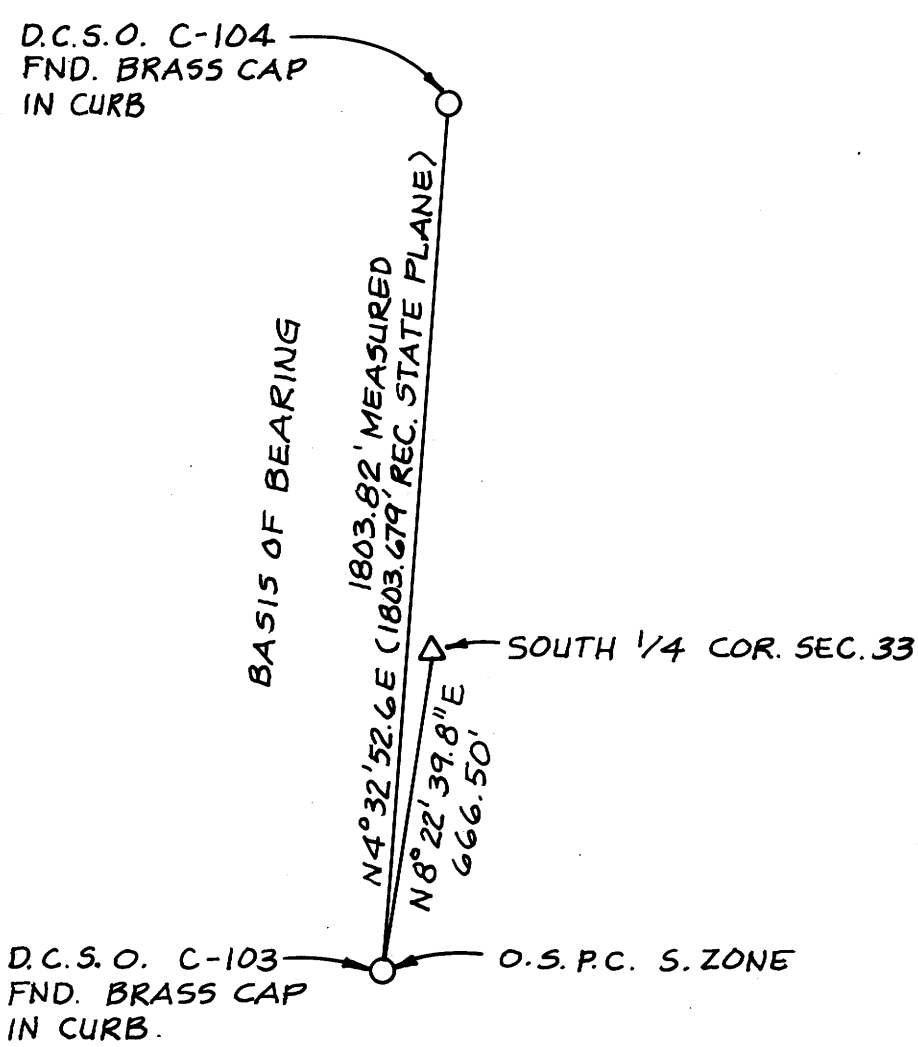 D.C.S.O. C-104
FND. BRASS CAP
IN CURB
BASIS OF BEARING
1803.82' MEASURED
N4°32'52.6 E (1803.679' REC. STATE PLANE)
SOUTH 1/4 COR. SEC. 33
N8°22'39.8"E
666.50'
D.C.S.O. C-103
FND. BRASS CAP
IN CURB.
O.S.P.C. S. ZONE